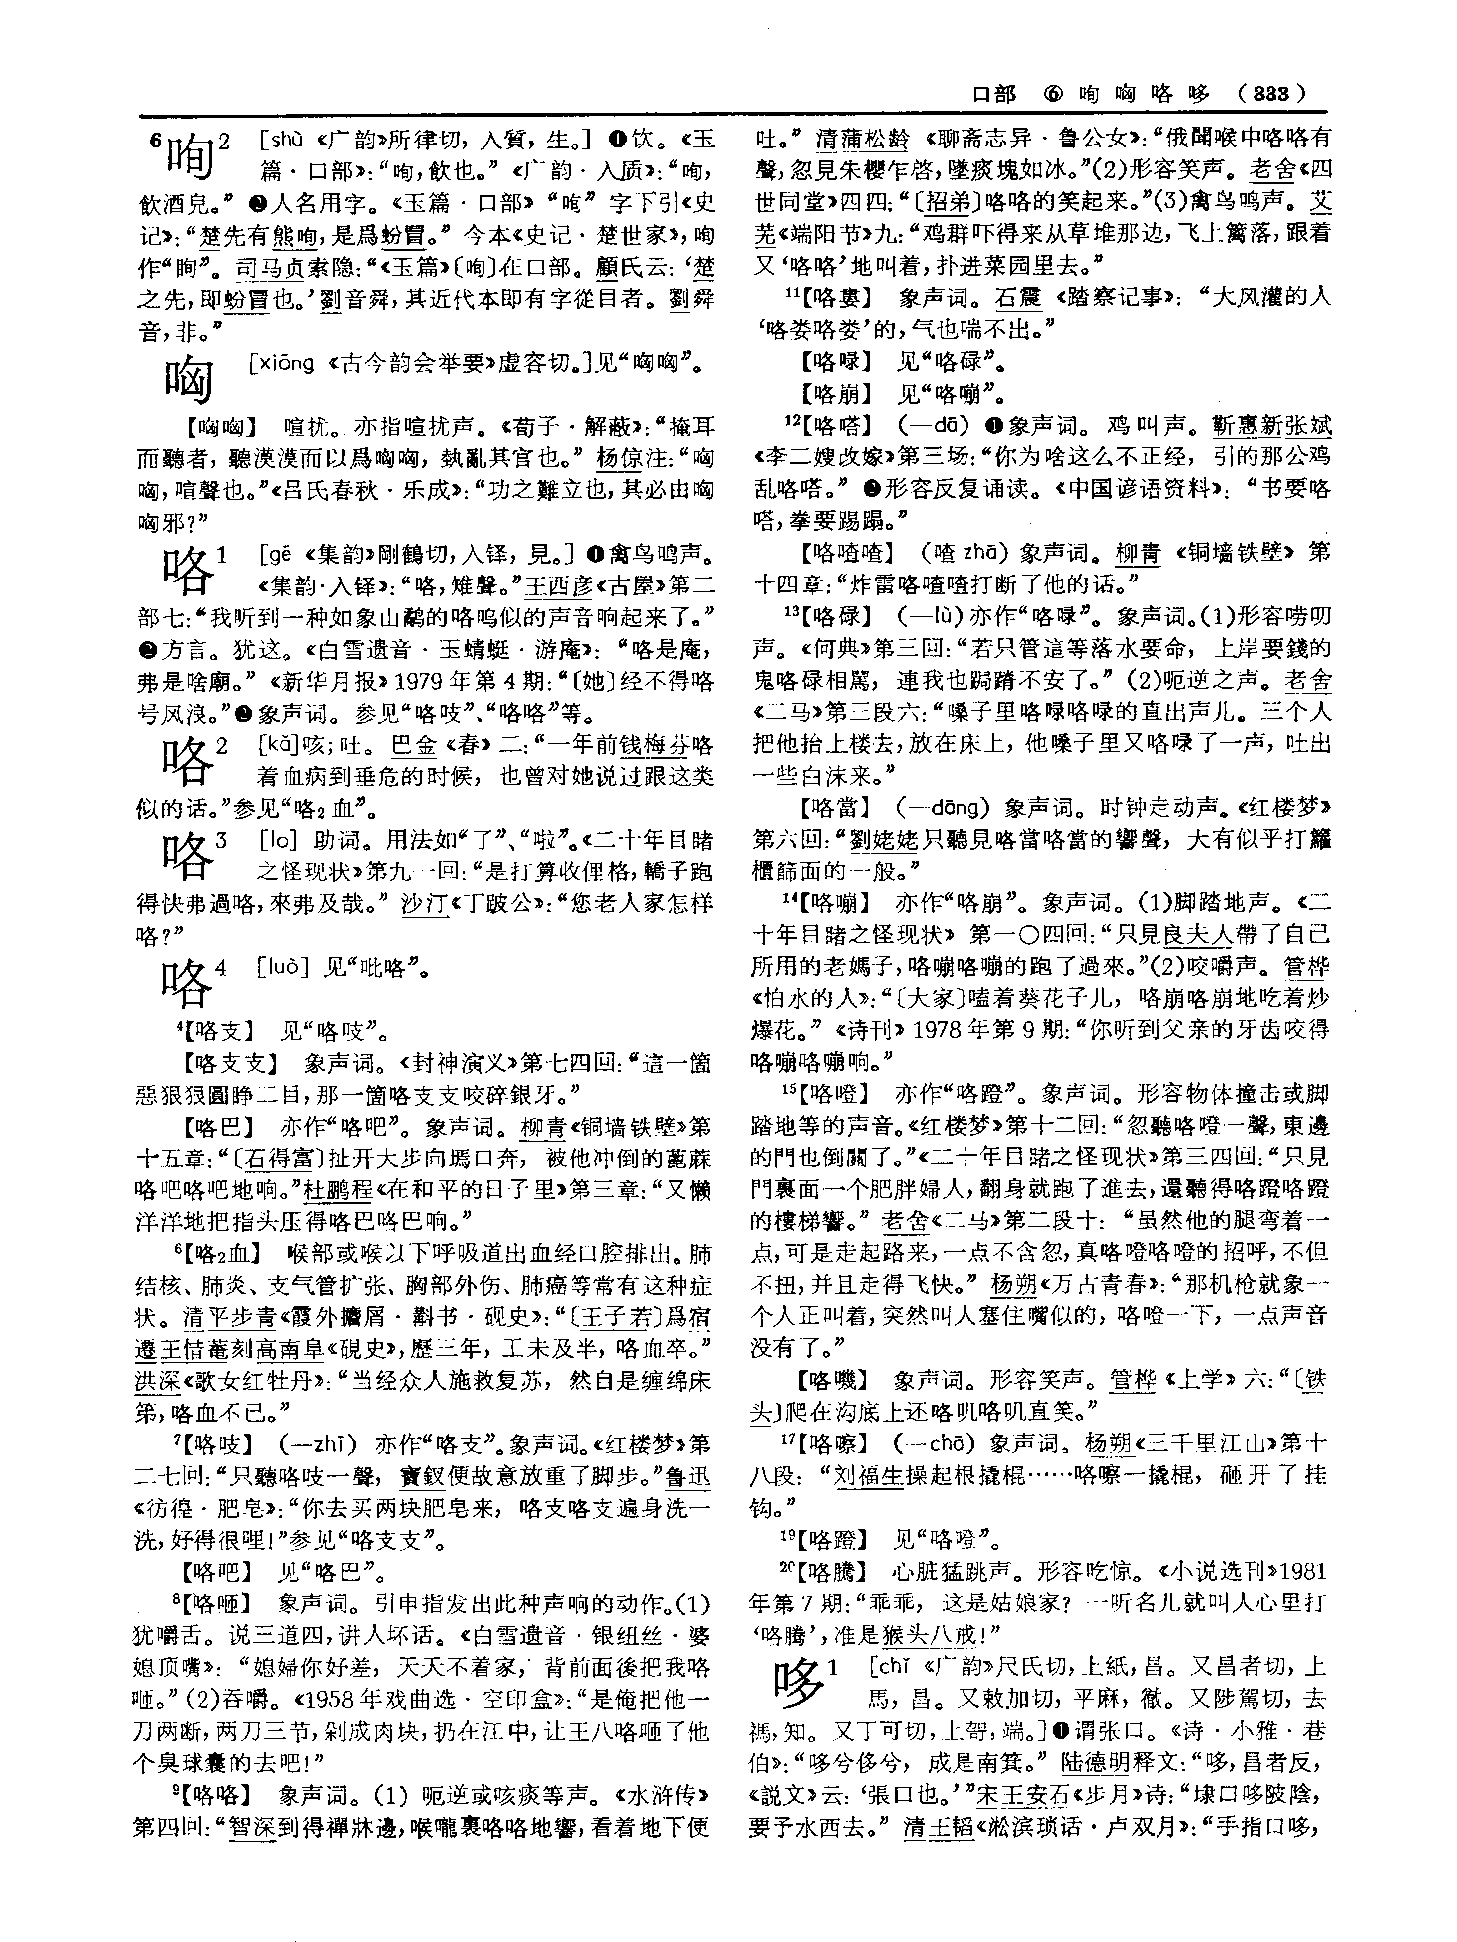 口部 ⑥ 咰 哅 咯 哆 (333)
6咰2 [shù《广韵》所律切,入質,生。]❶饮。《玉
篇·口部》:“咰,飲也。”《广韵·入质》:“咰,
飲酒皃。”❷人名用字。《玉篇·口部》“咰”字下引《史
记》:“楚先有熊咰,是爲蚡冒。”今本《史记·楚世家》,咰
作“眴”。司马贞索隐:“《玉篇》〔咰〕在口部。顧氏云:‘楚
之先,即蚡冒也。’劉音舜,其近代本即有字從目者。劉舜
音,非。”
哅 [xiōng《古今韵会举要》虚容切。]见“哅哅”。
【哅哅】 喧扰。亦指喧扰声。《荀子·解蔽》:“掩耳
而聽者,聽漠漠而以爲哅哅,埶亂其官也。”杨倞注:“哅
哅,喧聲也。”《吕氏春秋·乐成》:“功之難立也,其必由哅
哅邪?”
咯1 [gē《集韵》剛鶴切,入铎,見。]❶禽鸟鸣声。
《集韵·入铎》:“咯,雉聲。”王西彦《古屋》第二
部七:“我听到一种如象山鹬的咯鸣似的声音响起来了。”
❷方言。犹这。《白雪遗音·玉蜻蜓·游庵》:“咯是庵,
弗是啥廟。”《新华月报》1979年第4期:“〔她〕经不得咯
号风浪。”❸象声词。参见“咯吱”、“咯咯”等。
咯2 [kǎ]咳;吐。巴金《春》二:“一年前钱梅芬咯
着血病到垂危的时候,也曾对她说过跟这类
似的话。”参见“咯₂血”。
咯3 [lo] 助词。用法如“了”、“啦”。《二十年目睹
之怪现状》第九一回:“是打算收俚格,轎子跑
得快弗過咯,來弗及哉。”沙汀《丁跛公》:“您老人家怎样
咯?”
咯4 [luò] 见“吡咯”。
⁴【咯支】 见“咯吱”。
【咯支支】 象声词。《封神演义》第七四回:“這一箇
惡狠狠圓睁二目,那一箇咯支支咬碎銀牙。”
【咯巴】 亦作“咯吧”。象声词。柳青《铜墙铁壁》第
十五章:“〔石得富〕扯开大步向塄口奔,被他冲倒的蓖蔴
咯吧咯吧地响。”杜鹏程《在和平的日子里》第三章:“又懒
洋洋地把指头压得咯巴咯巴响。”
⁶【咯₂血】 喉部或喉以下呼吸道出血经口腔排出。肺
结核、肺炎、支气管扩张、胸部外伤、肺癌等常有这种症
状。清平步青《霞外攟屑·斠书·砚史》:“〔王子若〕爲宿
遷王惜菴刻高南阜《硯史》,歷三年,工未及半,咯血卒。”
洪深《歌女红牡丹》:“当经众人施救复苏,然自是缠绵床
笫,咯血不已。”
⁷【咯吱】 (—zhī) 亦作“咯支”。象声词。《红楼梦》第
二七回:“只聽咯吱一聲,寶釵便故意放重了脚步。”鲁迅
《彷徨·肥皂》:“你去买两块肥皂来,咯支咯支遍身洗一
洗,好得很哩!”参见“咯支支”。
【咯吧】 见“咯巴”。
⁸【咯咂】 象声词。引申指发出此种声响的动作。(1)
犹嚼舌。说三道四,讲人坏话。《白雪遗音·银纽丝·婆
媳顶嘴》:“媳婦你好差,天天不着家,背前面後把我咯
咂。”(2)吞嚼。《1958年戏曲选·空印盒》:“是俺把他一
刀两断,两刀三节,剁成肉块,扔在江中,让王八咯咂了他
个臭球囊的去吧!”
⁹【咯咯】 象声词。(1)呃逆或咳痰等声。《水浒传》
第四回:“智深到得禪牀邊,喉嚨裏咯咯地響,看着地下便
吐。”清蒲松龄《聊斋志异·鲁公女》:“俄聞喉中咯咯有
聲,忽見朱櫻乍啓,墜痰塊如冰。”(2)形容笑声。老舍《四
世同堂》四四:“〔招弟〕咯咯的笑起来。”(3)禽鸟鸣声。艾
芜《端阳节》九:“鸡群吓得来从草堆那边,飞上篱落,跟着
又‘咯咯’地叫着,扑进菜园里去。”
¹¹【咯婁】 象声词。石震《踏察记事》:“大风灌的人
‘咯娄咯娄’的,气也喘不出。”
【咯㖨】 见“咯碌”。
【咯崩】 见“咯嘣”。
¹²【咯嗒】 (—dā) ❶象声词。鸡叫声。靳惠新张斌
《李二嫂改嫁》第三场:“你为啥这么不正经,引的那公鸡
乱咯嗒。”❷形容反复诵读。《中国谚语资料》:“书要咯
嗒,拳要踢蹋。”
【咯喳喳】 (喳zhā)象声词。柳青《铜墙铁壁》第
十四章:“炸雷咯喳喳打断了他的话。”
¹³【咯碌】 (—lù)亦作“咯㖨”。象声词。(1)形容唠叨
声。《何典》第三回:“若只管這等落水要命,上岸要錢的
鬼咯碌相罵,連我也跼蹐不安了。”(2)呃逆之声。老舍
《二马》第三段六:“嗓子里咯㖨咯㖨的直出声儿。三个人
把他抬上楼去,放在床上,他嗓子里又咯㖨了一声,吐出
一些白沫来。”
【咯當】 (—dāng) 象声词。时钟走动声。《红楼梦》
第六回:“劉姥姥只聽見咯當咯當的響聲,大有似乎打籮
櫃篩面的一般。”
¹⁴【咯嘣】 亦作“咯崩”。象声词。(1)脚踏地声。《二
十年目睹之怪现状》第一〇四回:“只見良夫人帶了自己
所用的老媽子,咯嘣咯嘣的跑了過來。”(2)咬嚼声。管桦
《怕水的人》:“〔大家〕嗑着葵花子儿,咯崩咯崩地吃着炒
爆花。”《诗刊》1978年第9期:“你听到父亲的牙齿咬得
咯嘣咯嘣响。”
¹⁵【咯噔】 亦作“咯蹬”。象声词。形容物体撞击或脚
踏地等的声音。《红楼梦》第十二回:“忽聽咯噔一聲,東邊
的門也倒關了。”《二十年目睹之怪现状》第三四回:“只見
門裏面一个肥胖婦人,翻身就跑了進去,還聽得咯蹬咯蹬
的樓梯響。”老舍《二马》第二段十:“虽然他的腿弯着一
点,可是走起路来,一点不含忽,真咯噔咯噔的招呼,不但
不扭,并且走得飞快。”杨朔《万古青春》:“那机枪就象一
个人正叫着,突然叫人塞住嘴似的,咯噔一下,一点声音
没有了。”
【咯嘰】 象声词。形容笑声。管桦《上学》六:“〔铁
头〕爬在沟底上还咯叽咯叽直笑。”
¹⁷【咯嚓】 (—chā) 象声词。杨朔《三千里江山》第十
八段:“刘福生操起根撬棍……咯嚓一撬棍,砸开了挂
钩。”
¹⁹【咯蹬】 见“咯噔”。
²⁰【咯腾】 心脏猛跳声。形容吃惊。《小说选刊》1981
年第7期:“乖乖,这是姑娘家?一听名儿就叫人心里打
‘咯腾’,准是猴头八戒!”
哆1 [chǐ《广韵》尺氏切,上紙,昌。又昌者切,上
馬,昌。又敕加切,平麻,徹。又陟駕切,去
禡,知。又丁可切,上哿,端。]❶谓张口。《诗·小雅·巷
伯》:“哆兮侈兮,成是南箕。”陆德明释文:“哆,昌者反,
《説文》云:‘張口也。’”宋王安石《步月》诗:“埭口哆陂陰,
要予水西去。”清王韬《淞滨琐话·卢双月》:“手指口哆,